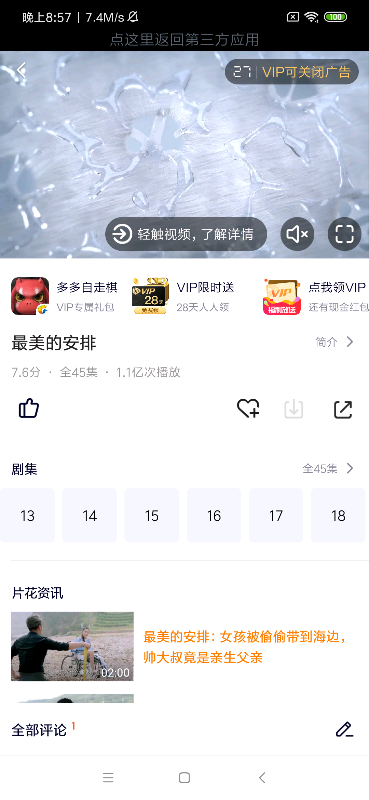 晚上8:57 | 7.4M/s
100
点这里返回第三方应用
27 | VIP可关闭广告
轻触视频，了解详情
多多自走棋
VIP专属礼包
VIP限时送
28天人人领
点我领VIP
还有现金红包
最美的安排
简介
7.6分 · 全45集 · 1.1亿次播放
剧集
全45集
13 14 15 16 17 18
片花资讯
02:00
最美的安排：女孩被偷偷带到海边，
帅大叔竟是亲生父亲
全部评论 1